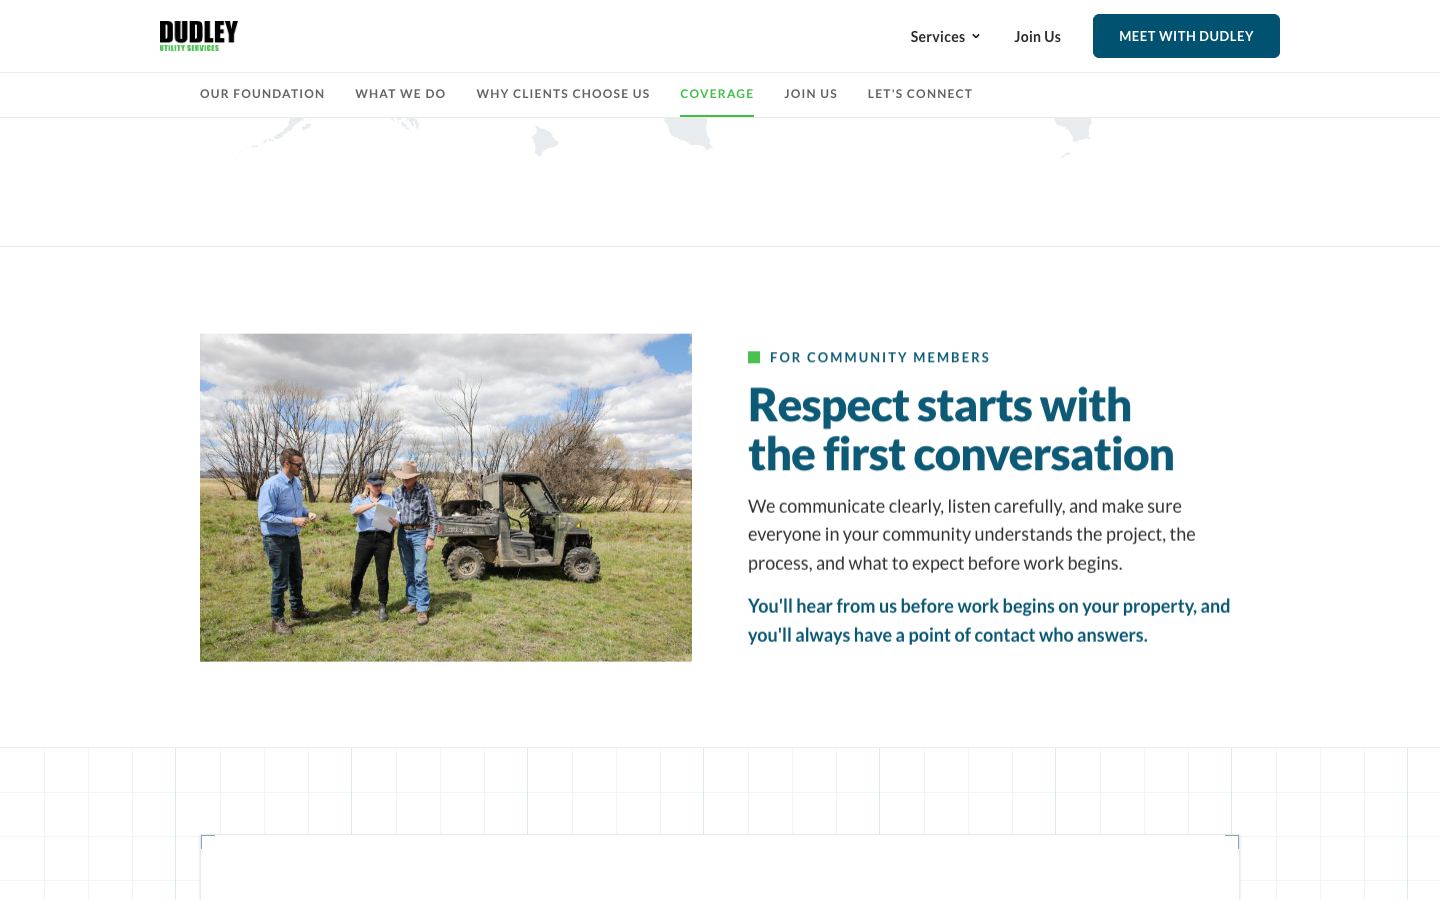 DUDLEY
UTILITY SERVICES
Services
Join Us
MEET WITH DUDLEY
OUR FOUNDATION
WHAT WE DO
WHY CLIENTS CHOOSE US
COVERAGE
JOIN US
LET'S CONNECT
FOR COMMUNITY MEMBERS
Respect starts with
the first conversation
We communicate clearly, listen carefully, and make sure
everyone in your community understands the project, the
process, and what to expect before work begins.
You'll hear from us before work begins on your property, and
you'll always have a point of contact who answers.